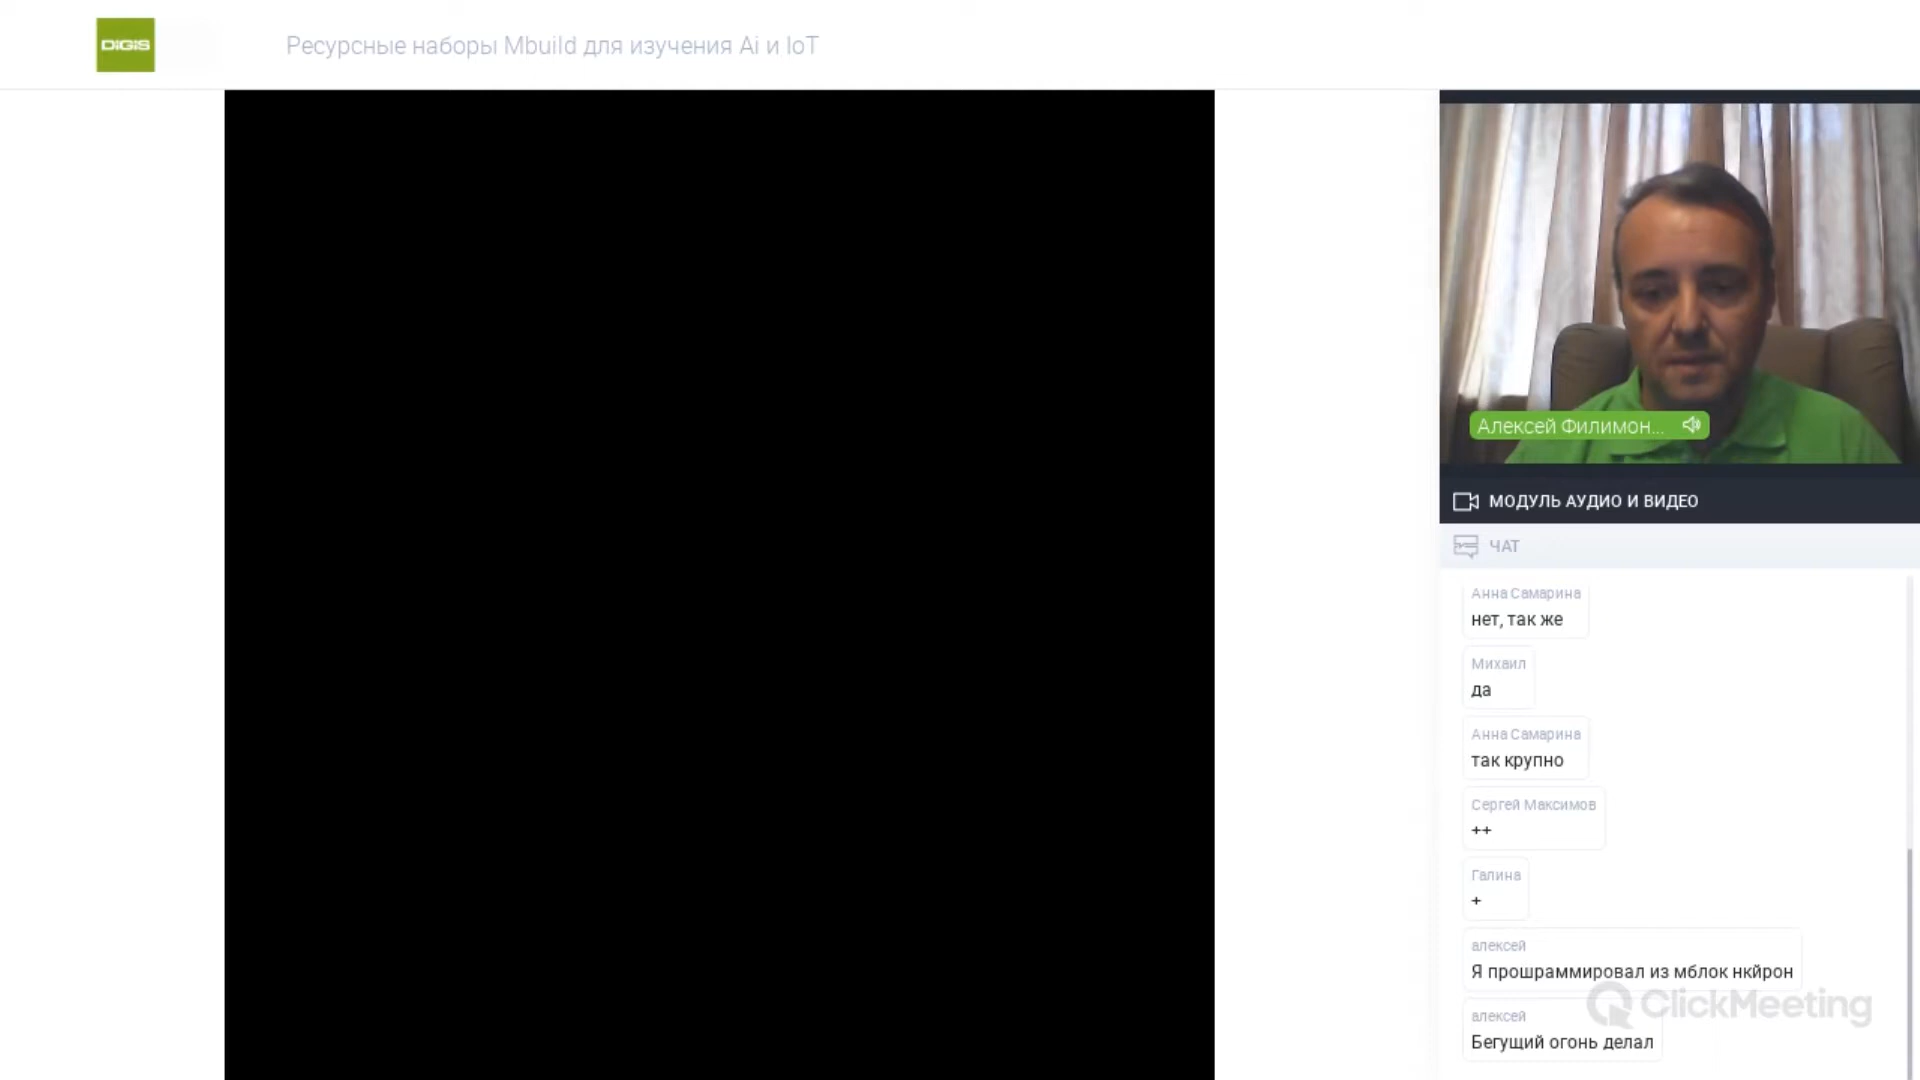 DiGiS
Ресурсные наборы Mbuild для изучения Ai и IoT
Алексей Филимон...
МОДУЛЬ АУДИО И ВИДЕО
ЧАТ
Анна Самарина
нет, так же
Михаил
да
Анна Самарина
так крупно
Сергей Максимов
++
Галина
+
алексей
Я прошраммировал из мблок нкйрон
ClickMeeting
алексей
Бегущий огонь делал